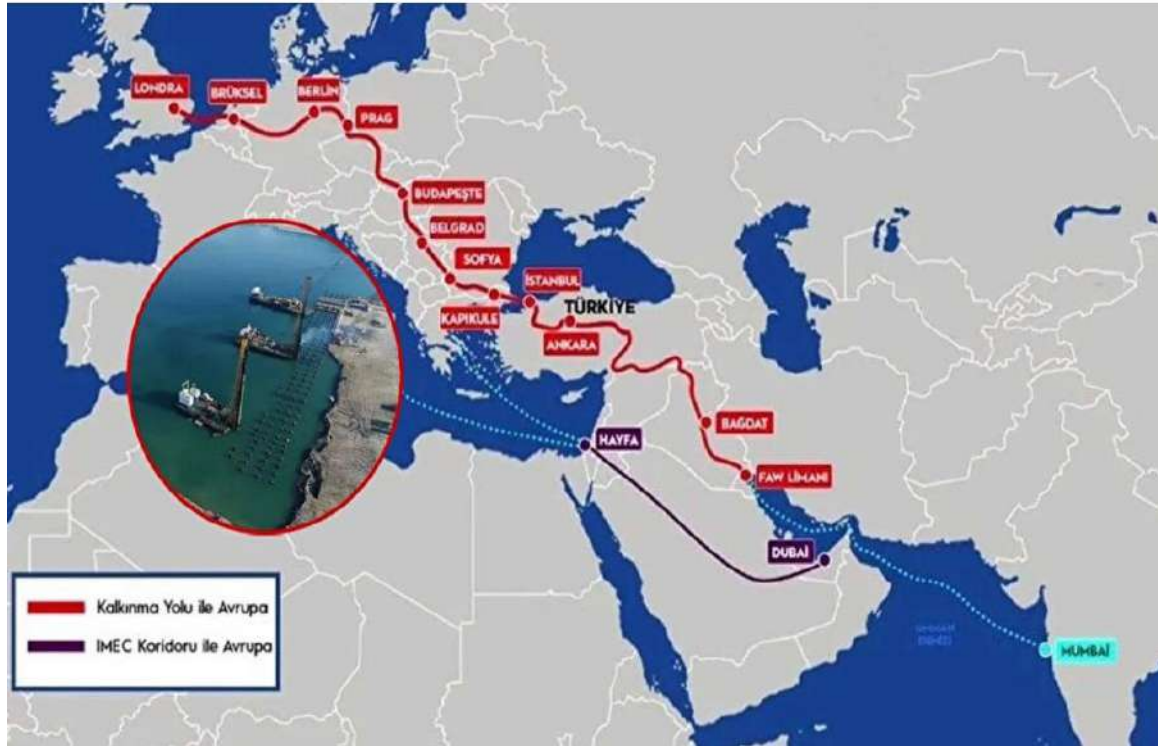 LONDRA
BRÜKSEL
BERLİN
PRAG
BUDAPEŞTE
BELGRAD
SOFYA
İSTANBUL
KAPIKULE
TÜRKİYE
ANKARA
BAĞDAT
HAYFA
FAW LİMANI
DUBAİ
MUMBAİ
Kalkınma Yolu ile Avrupa
IMEC Koridoru ile Avrupa